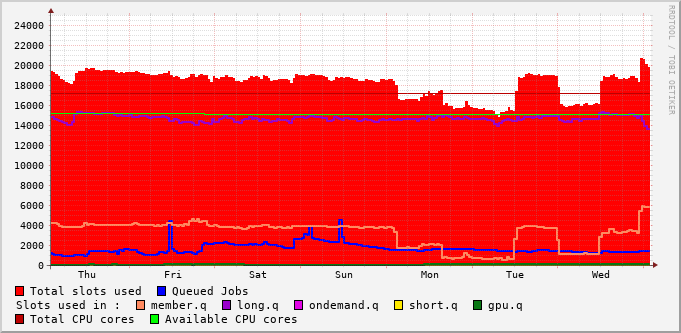 24000
22000
20000
18000
16000
14000
12000
10000
8000
6000
4000
2000
0
Thu Fri Sat Sun Mon Tue Wed
RRDTOOL / TOBI OETIKER
Total slots used Queued Jobs
Slots used in : member.q long.q ondemand.q short.q gpu.q
Total CPU cores Available CPU cores